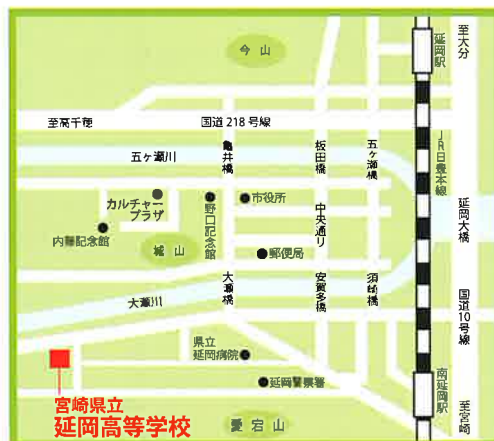 今山
延岡駅
至大分
至高千穂
国道218号線
五ヶ瀬川
亀井橋
板田橋
五ヶ瀬橋
JR日豊本線
カルチャー
プラザ
野口記念館
市役所
中央通り
延岡大橋
内藤記念館
城山
郵便局
大瀬川
大瀬橋
安賀多橋
須崎橋
国道10号線
県立
延岡病院
延岡警察署
南延岡駅
至宮崎
愛宕山
宮崎県立
延岡高等学校